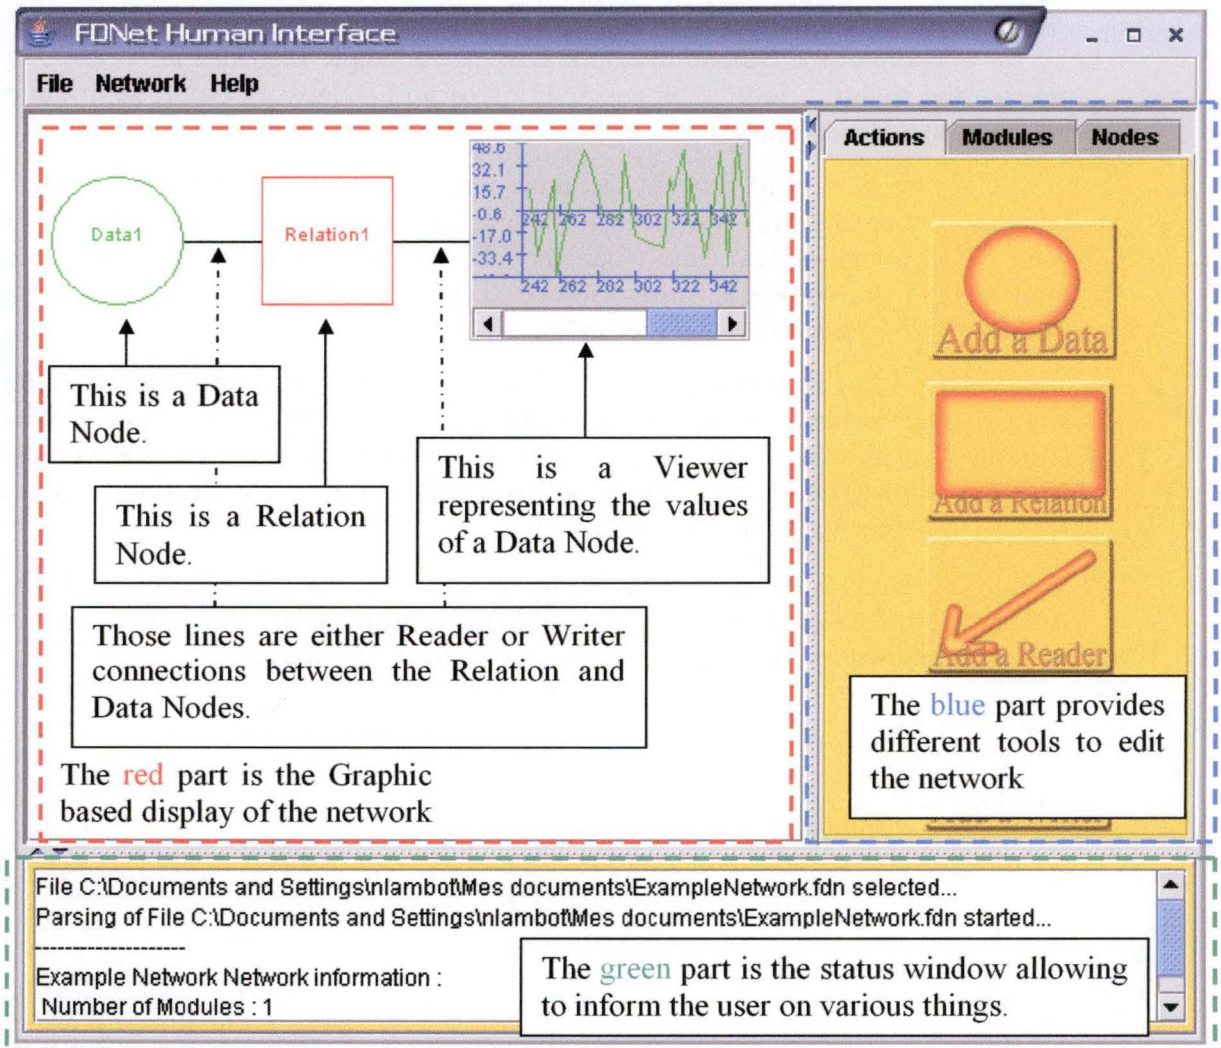 FDNet Human Interface
File Network Help
Actions Modules Nodes
48.6
32.1
15.7
-0.6
-17.0
-33.4
242 262 282 302 322 342
242 262 282 302 322 342
Data1
Relation1
Add a Data
Add a Relation
Add a Reader
This is a Data
Node.
This is a Relation
Node.
This is a Viewer
representing the values
of a Data Node.
Those lines are either Reader or Writer
connections between the Relation and
Data Nodes.
The red part is the Graphic
based display of the network
The blue part provides
different tools to edit
the network
File C:\Documents and Settings\nlambot\Mes documents\ExampleNetwork.fdn selected...
Parsing of File C:\Documents and Settings\nlambot\Mes documents\ExampleNetwork.fdn started...
--------------------
Example Network Network information :
Number of Modules : 1
The green part is the status window allowing
to inform the user on various things.